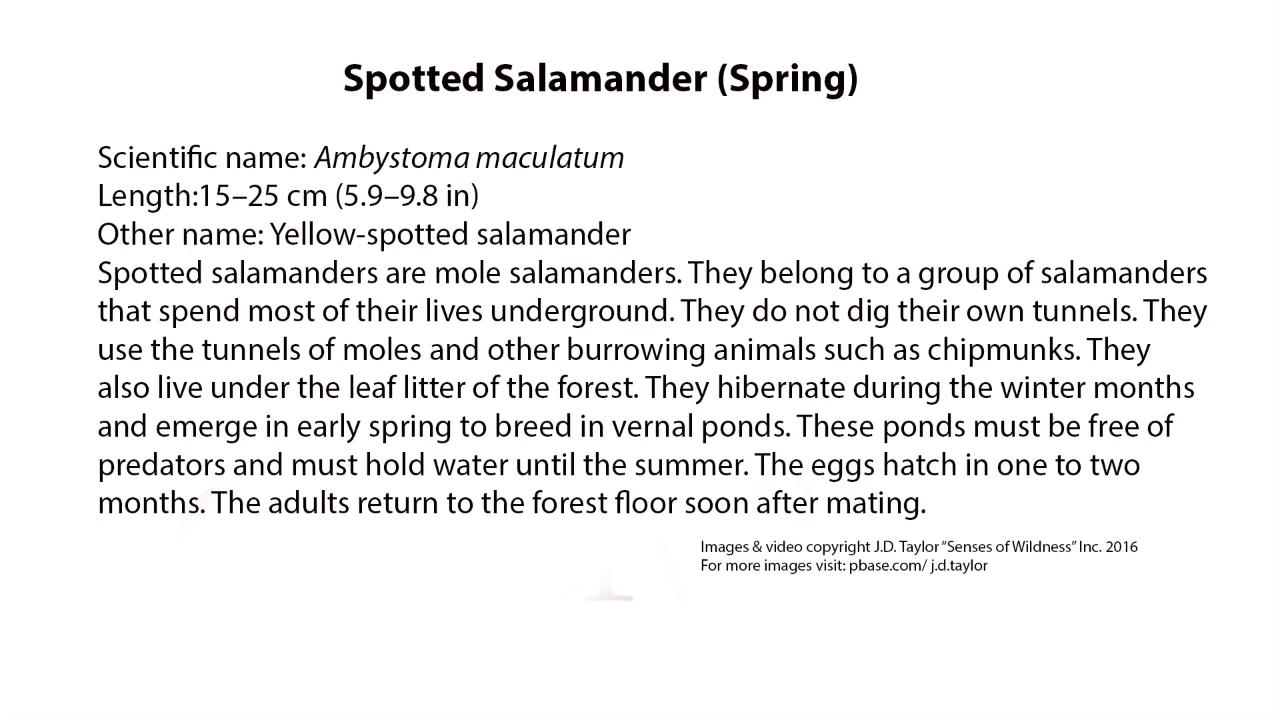 Spotted Salamander (Spring)
Scientific name: Ambystoma maculatum
Length:15–25 cm (5.9–9.8 in)
Other name: Yellow-spotted salamander
Spotted salamanders are mole salamanders. They belong to a group of salamanders
that spend most of their lives underground. They do not dig their own tunnels. They
use the tunnels of moles and other burrowing animals such as chipmunks. They
also live under the leaf litter of the forest. They hibernate during the winter months
and emerge in early spring to breed in vernal ponds. These ponds must be free of
predators and must hold water until the summer. The eggs hatch in one to two
months. The adults return to the forest floor soon after mating.
Images & video copyright J.D. Taylor “Senses of Wildness” Inc. 2016
For more images visit: pbase.com/ j.d.taylor